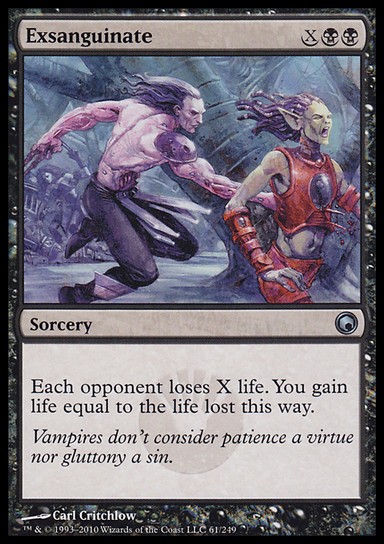 Exsanguinate X
Sorcery
Each opponent loses X life. You gain
life equal to the life lost this way.
Vampires don't consider patience a virtue
nor gluttony a sin.
Carl Critchlow
™ & © 1993–2010 Wizards of the Coast LLC 61/249